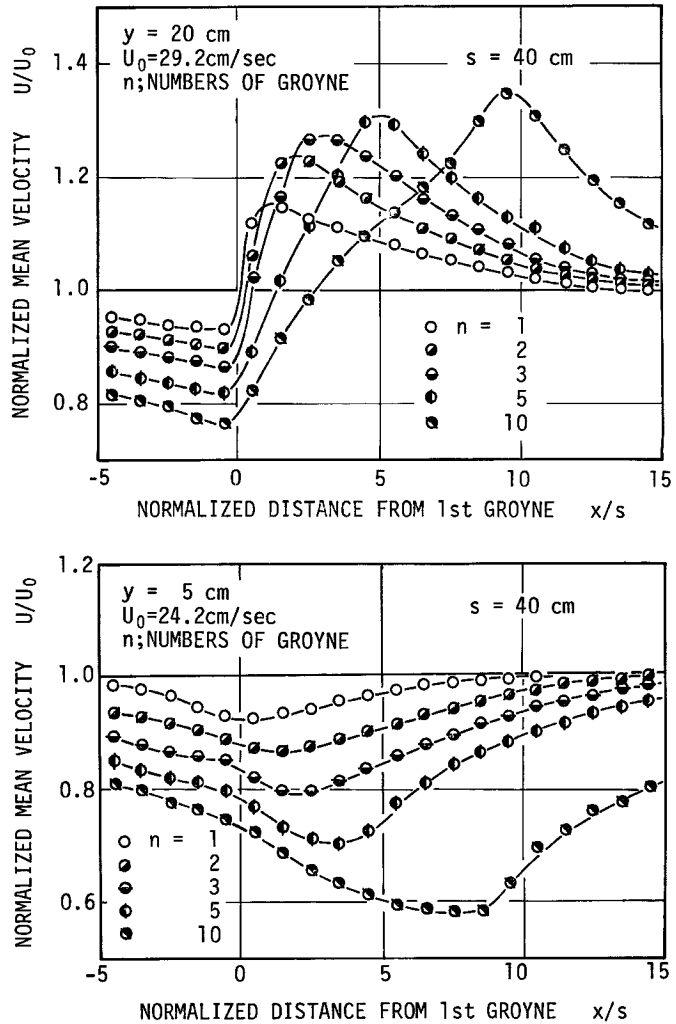 y = 20 cm
U₀=29.2cm/sec
n;NUMBERS OF GROYNE
s = 40 cm
NORMALIZED MEAN VELOCITY U/U₀
1.4
1.2
1.0
0.8
n = 1
2
3
5
10
-5 0 5 10 15
NORMALIZED DISTANCE FROM 1st GROYNE x/s
y = 5 cm
U₀=24.2cm/sec
n;NUMBERS OF GROYNE
s = 40 cm
NORMALIZED MEAN VELOCITY U/U₀
1.2
1.0
0.8
0.6
n = 1
2
3
5
10
-5 0 5 10 15
NORMALIZED DISTANCE FROM 1st GROYNE x/s